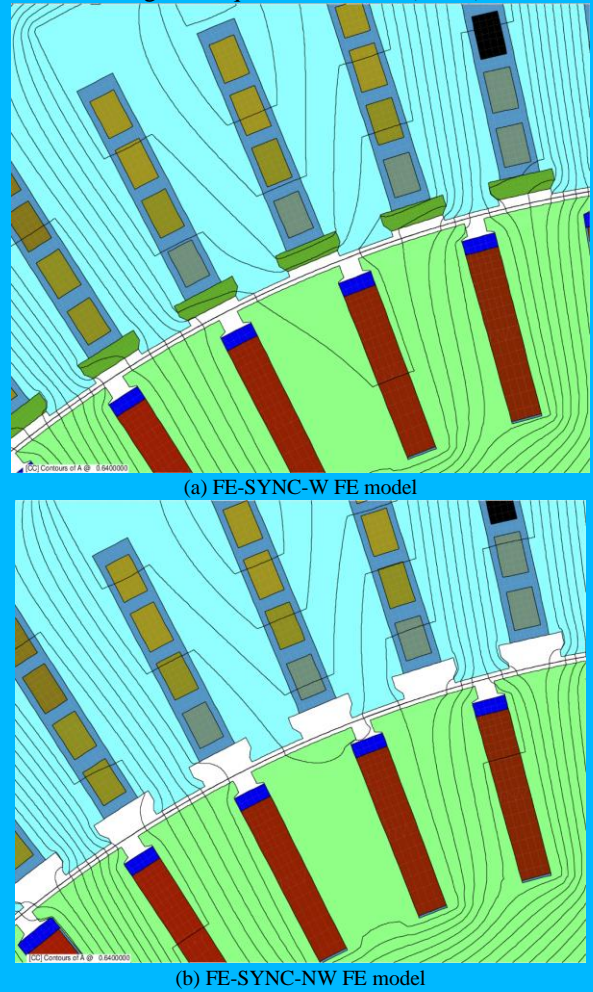 [CC] Contours of A @ 0.6400000
(a) FE-SYNC-W FE model
[CC] Contours of A @ 0.6400000
(b) FE-SYNC-NW FE model